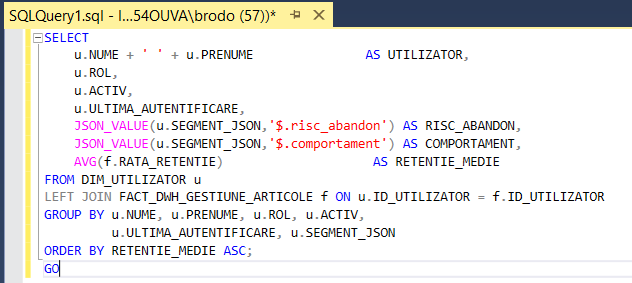 SQLQuery1.sql - l...54OUVA\brodo (57))*
SELECT
u.NUME + ' ' + u.PRENUME AS UTILIZATOR,
u.ROL,
u.ACTIV,
u.ULTIMA_AUTENTIFICARE,
JSON_VALUE(u.SEGMENT_JSON,'$.risc_abandon') AS RISC_ABANDON,
JSON_VALUE(u.SEGMENT_JSON,'$.comportament') AS COMPORTAMENT,
AVG(f.RATA_RETENTIE) AS RETENTIE_MEDIE
FROM DIM_UTILIZATOR u
LEFT JOIN FACT_DWH_GESTIUNE_ARTICOLE f ON u.ID_UTILIZATOR = f.ID_UTILIZATOR
GROUP BY u.NUME, u.PRENUME, u.ROL, u.ACTIV,
u.ULTIMA_AUTENTIFICARE, u.SEGMENT_JSON
ORDER BY RETENTIE_MEDIE ASC;
GO